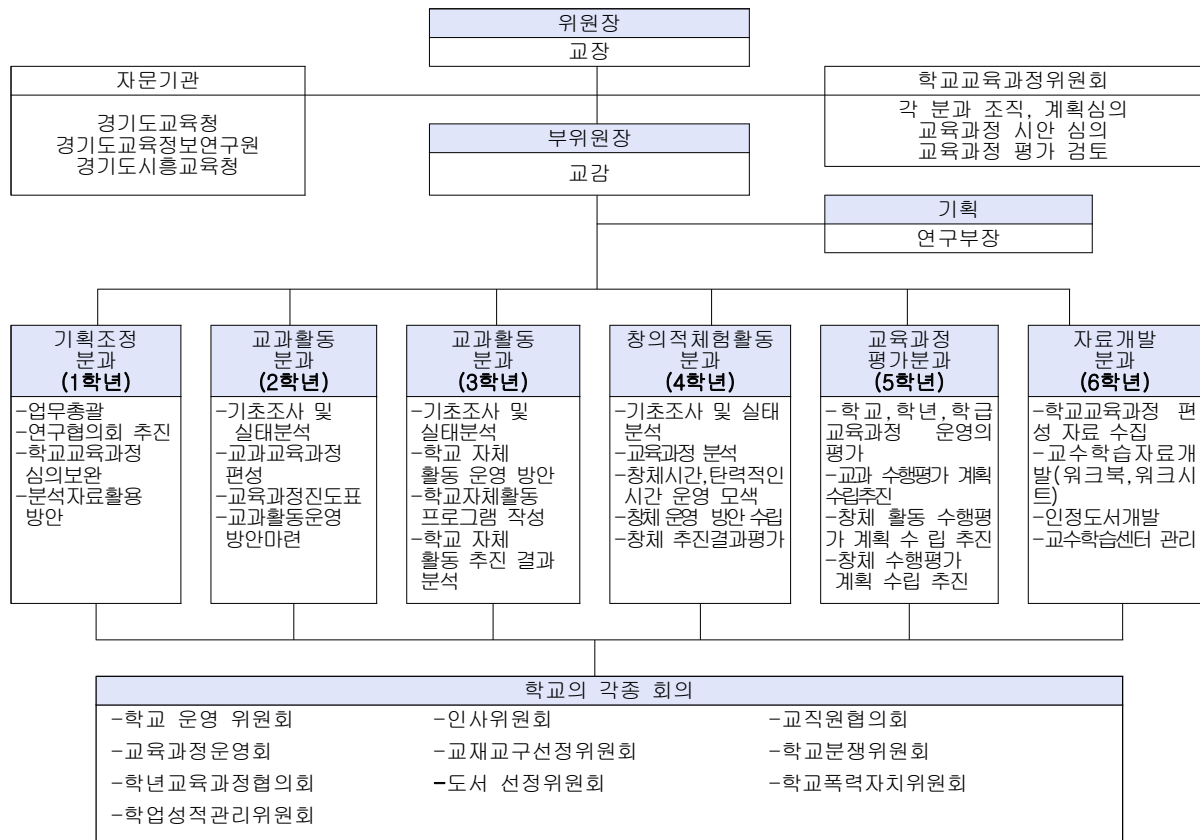 위원장
교장
자문기관
경기도교육청
경기도교육정보연구원
경기도시흥교육청
학교교육과정위원회
각 분과 조직, 계획심의
교육과정 시안 심의
교육과정 평가 검토
부위원장
교감
기획
연구부장
기획조정
분과
(1학년)
-업무총괄
-연구협의회 추진
-학교교육과정
심의보완
-분석자료활용
방안
교과활동
분과
(2학년)
-기초조사 및
실태분석
-교과교육과정
편성
-교육과정진도표
-교과활동운영
방안마련
교과활동
분과
(3학년)
-기초조사 및
실태분석
-학교 자체
활동 운영 방안
-학교자체활동
프로그램 작성
-학교 자체
활동 추진 결과
분석
창의적체험활동
분과
(4학년)
-기초조사 및 실태
분석
-교육과정 분석
-창체시간,탄력적인
시간 운영 모색
-창체 운영 방안 수립
-창체 추진결과평가
교육과정
평가분과
(5학년)
-학교,학년,학급
교육과정 운영의
평가
-교과 수행평가 계획
수립추진
-창체 활동 수행평
가 계획 수 립 추진
-창체 수행평가
계획 수립 추진
자료개발
분과
(6학년)
-학교교육과정 편
성 자료 수집
-교수학습자료개
발(워크북,워크시
트)
-인정도서개발
-교수학습센터 관리
학교의 각종 회의
-학교 운영 위원회
-인사위원회
-교직원협의회
-교육과정운영회
-교재교구선정위원회
-학교분쟁위원회
-학년교육과정협의회
-도서 선정위원회
-학교폭력자치위원회
-학업성적관리위원회